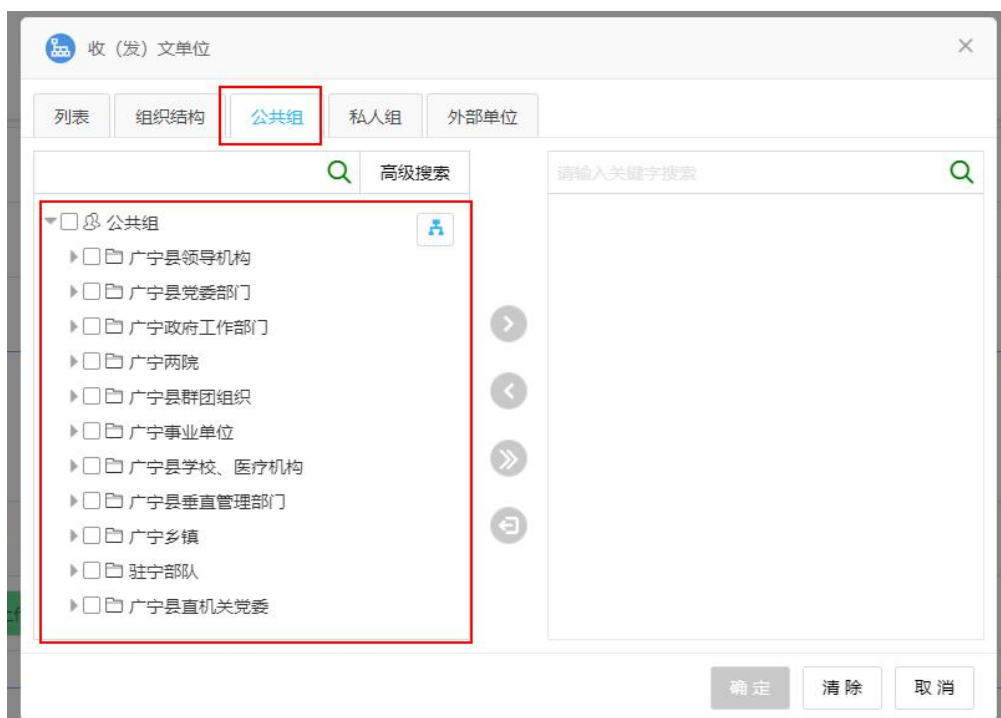 收（发）文单位
列表 组织结构 公共组 私人组 外部单位
高级搜索 请输入关键字搜索
公共组
广宁县领导机构
广宁县党委部门
广宁政府工作部门
广宁两院
广宁县群团组织
广宁事业单位
广宁县学校、医疗机构
广宁县垂直管理部门
广宁乡镇
驻宁部队
广宁县直机关党委
确定 清除 取消